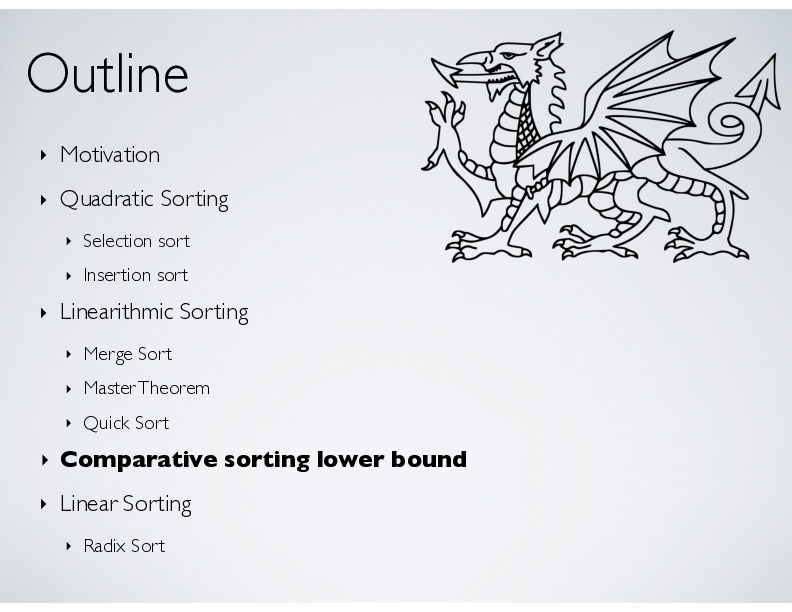 Outline
Motivation
Quadratic Sorting
Selection sort
Insertion sort
Linearithmic Sorting
Merge Sort
Master Theorem
Quick Sort
Comparative sorting lower bound
Linear Sorting
Radix Sort